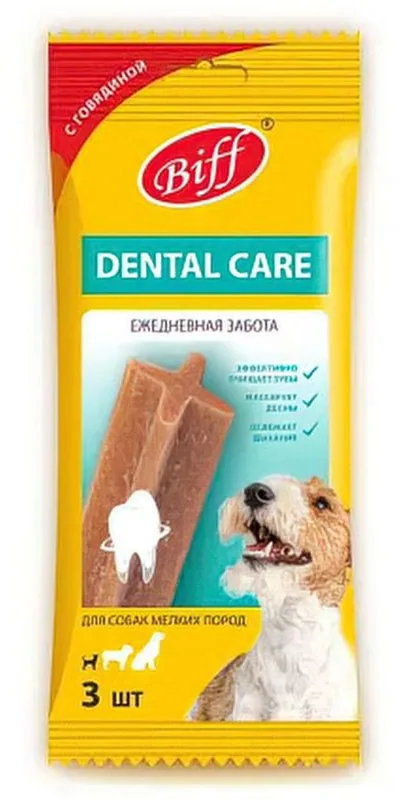 С ГОВЯДИНОЙ
Biff®
DENTAL CARE
ЕЖЕДНЕВНАЯ ЗАБОТА
ЭФФЕКТИВНО
ОЧИЩАЕТ ЗУБЫ
МАССИРУЕТ
ДЕСНЫ
ОСВЕЖАЕТ
ДЫХАНИЕ
ДЛЯ СОБАК МЕЛКИХ ПОРОД
3 ШТ